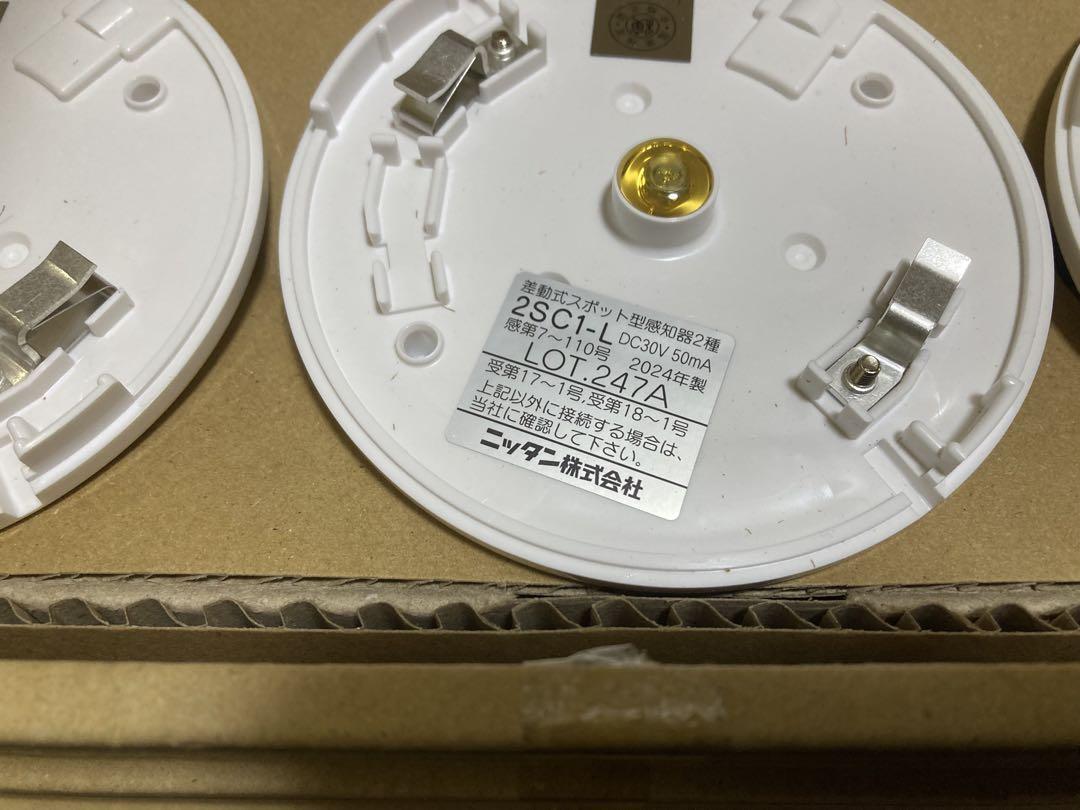 差動式スポット型感知器2種
2SC1-L DC30V 50mA
感第7～110号 2024年製
LOT.247A
受第17～1号,受第18～1号
上記以外に接続する場合は、
当社に確認して下さい。
ニッタン株式会社